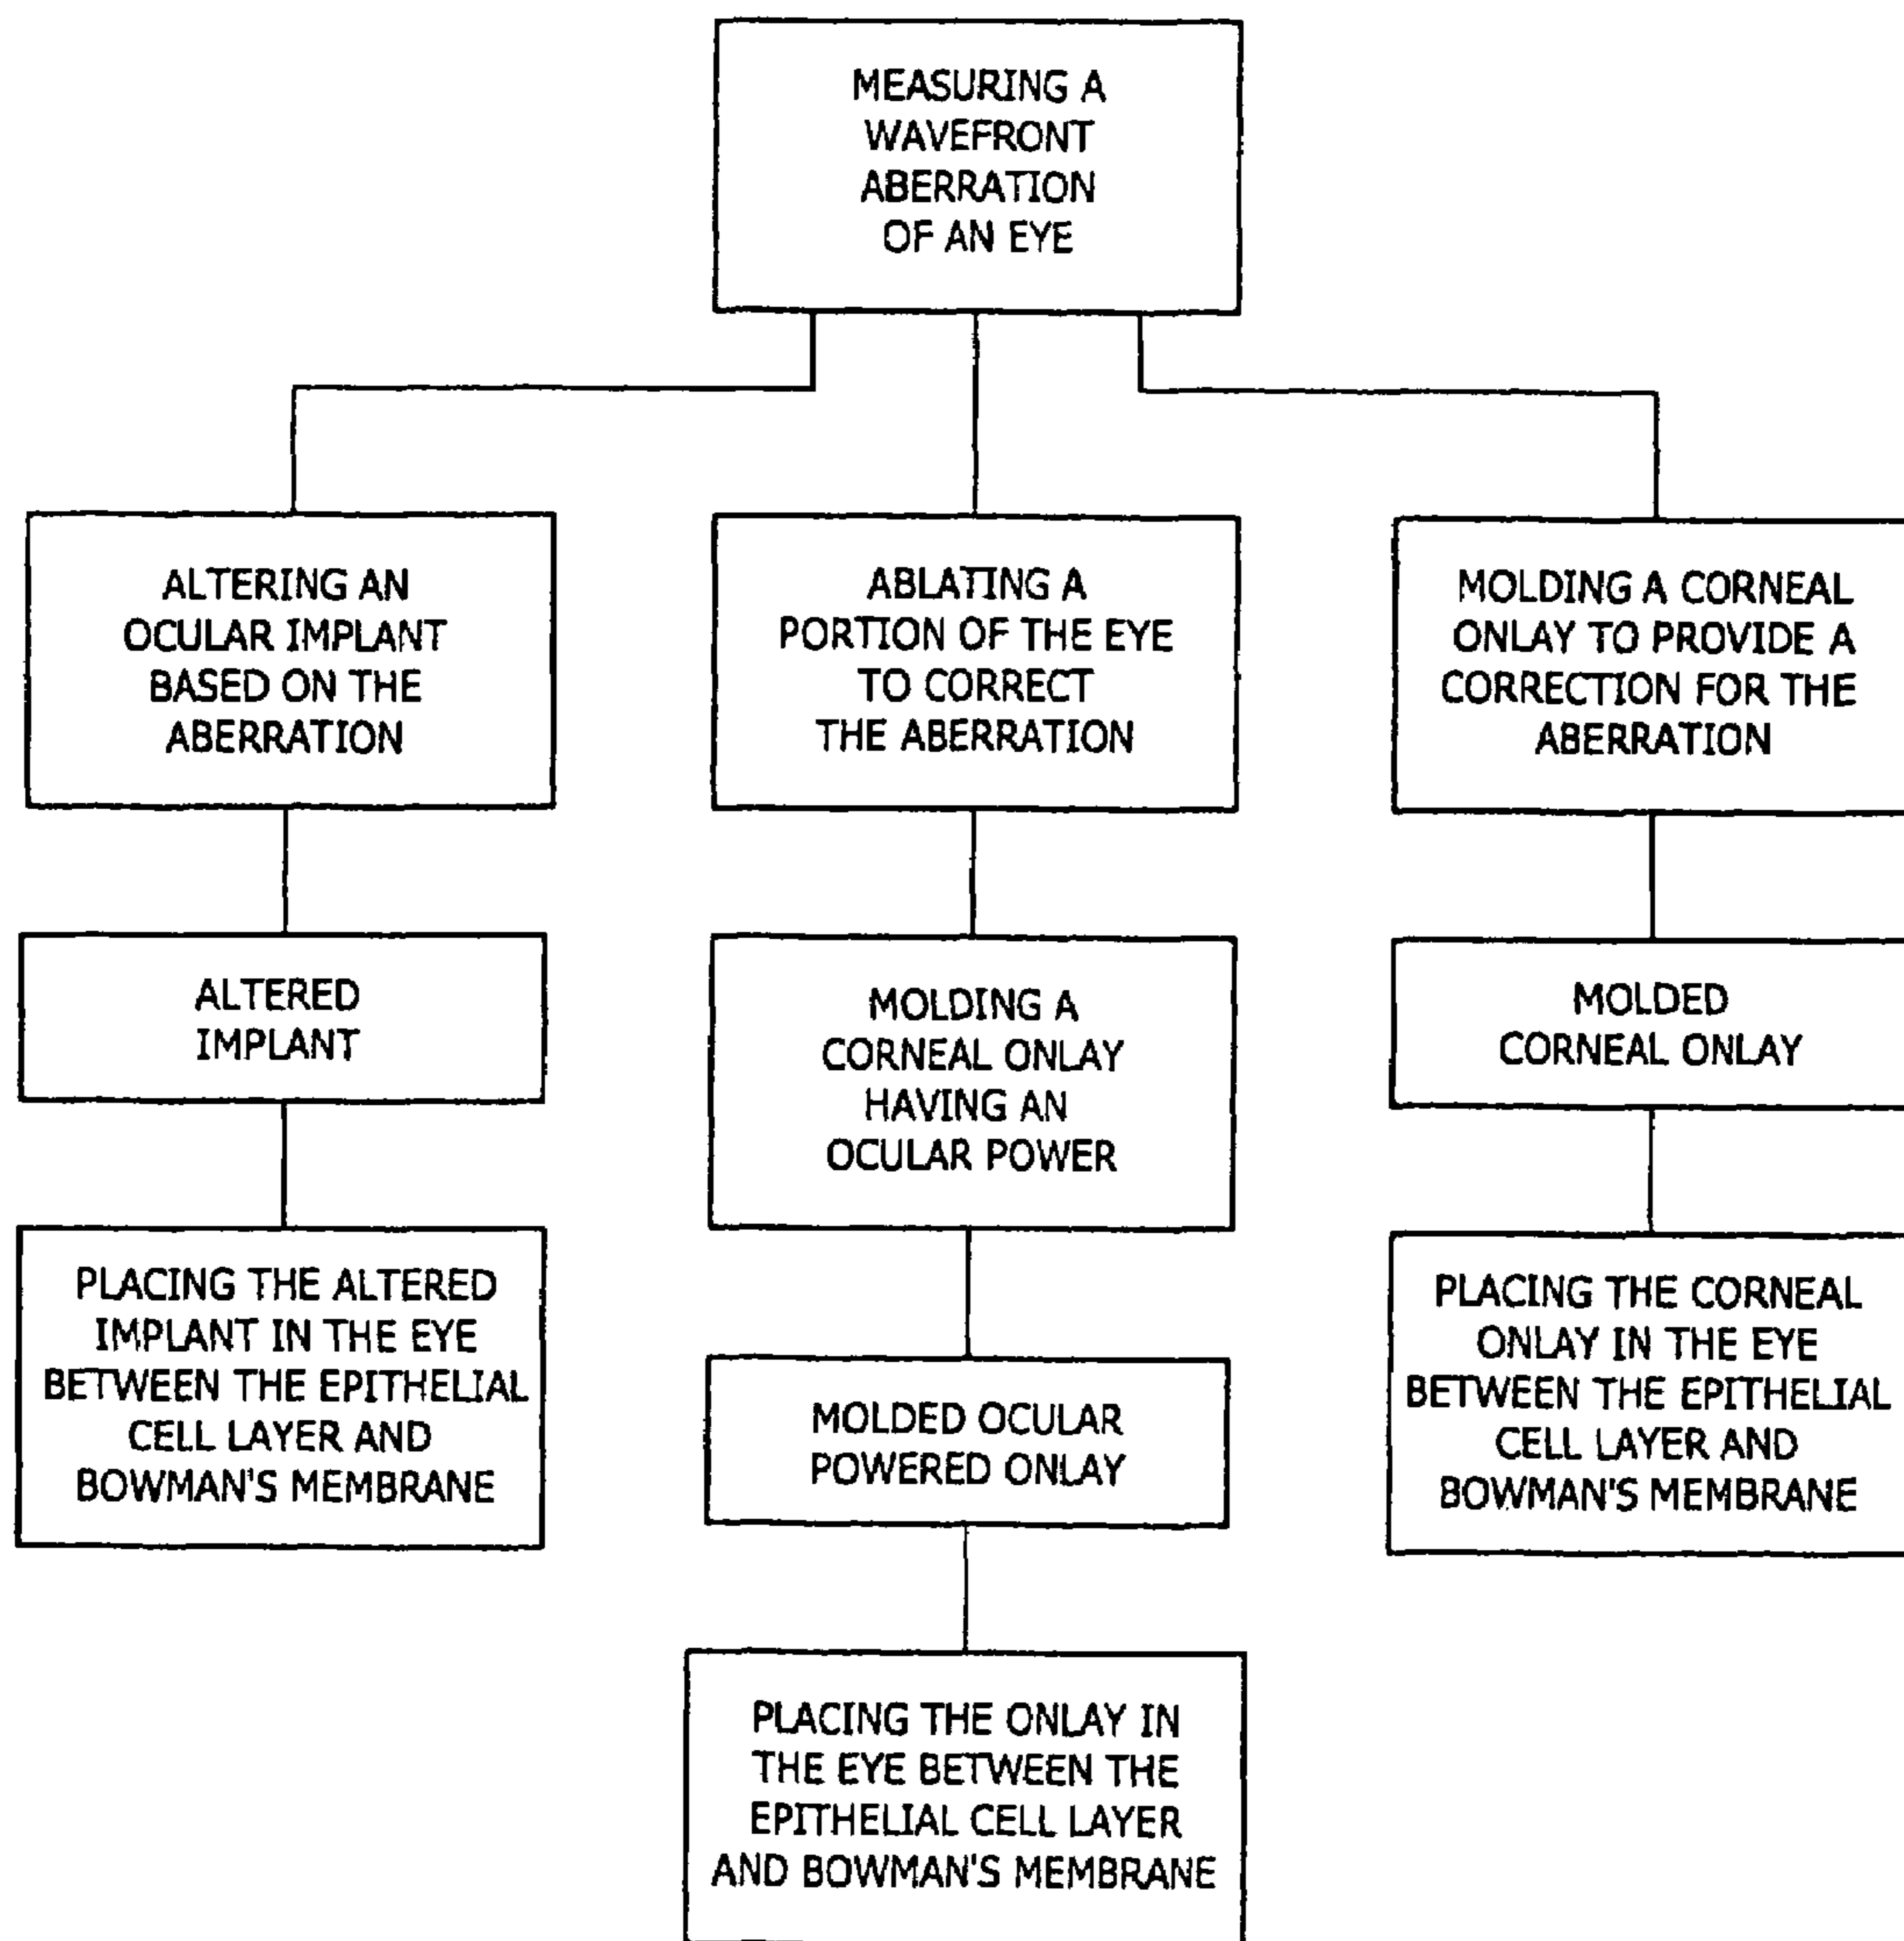 MEASURING A
WAVEFRONT
ABERRATION
OF AN EYE
ALTERING AN
OCULAR IMPLANT
BASED ON THE
ABERRATION
ALTERED
IMPLANT
PLACING THE ALTERED
IMPLANT IN THE EYE
BETWEEN THE EPITHELIAL
CELL LAYER AND
BOWMAN'S MEMBRANE
ABLATING A
PORTION OF THE EYE
TO CORRECT
THE ABERRATION
MOLDING A
CORNEAL ONLAY
HAVING AN
OCULAR POWER
MOLDED OCULAR
POWERED ONLAY
PLACING THE ONLAY IN
THE EYE BETWEEN THE
EPITHELIAL CELL LAYER
AND BOWMAN'S MEMBRANE
MOLDING A CORNEAL
ONLAY TO PROVIDE A
CORRECTION FOR THE
ABERRATION
MOLDED
CORNEAL ONLAY
PLACING THE CORNEAL
ONLAY IN THE EYE
BETWEEN THE EPITHELIAL
CELL LAYER AND
BOWMAN'S MEMBRANE